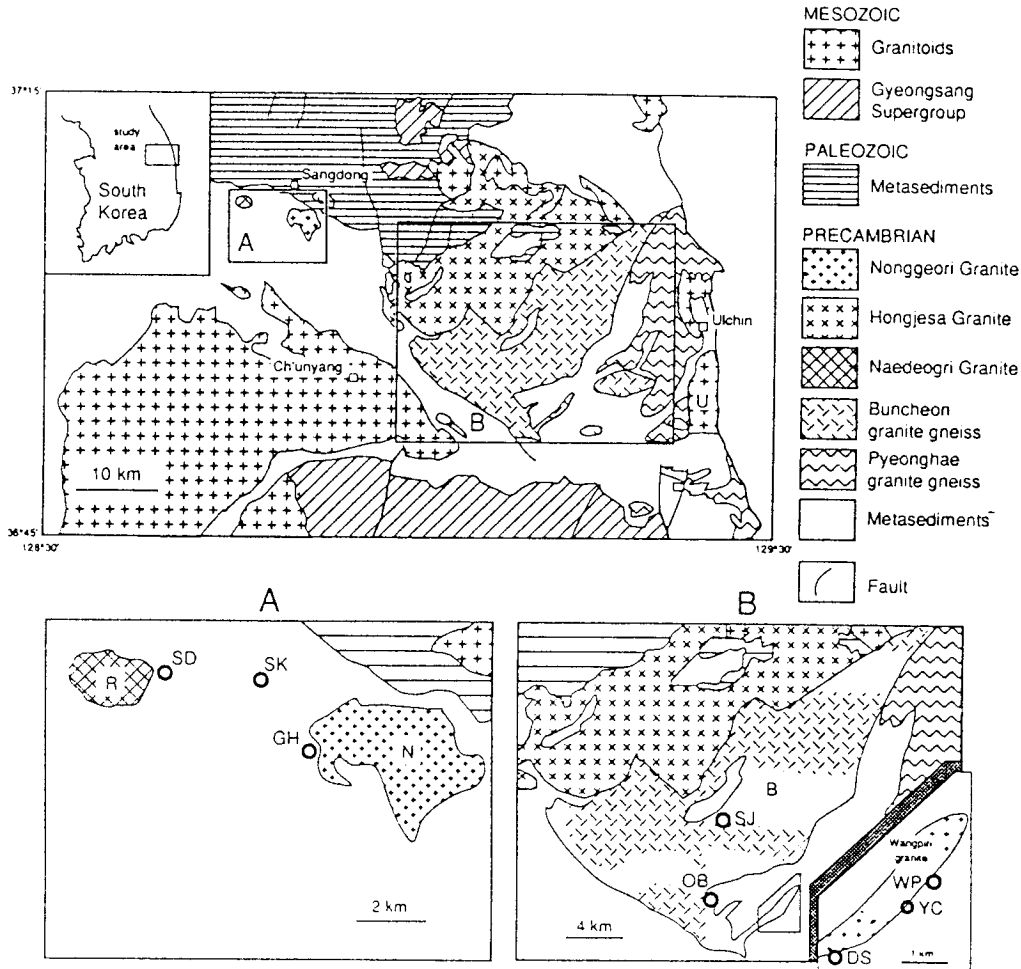 MESOZOIC
Granitoids
Gyeongsang
Supergroup
PALEOZOIC
Metasediments
PRECAMBRIAN
Nonggeori Granite
Hongjesa Granite
Naedeogri Granite
Buncheon
granite gneiss
Pyeonghae
granite gneiss
Metasediments
Fault
37°15'
study
area
South
Korea
Sangdong
A
Ulchin
Ch'unyang
U
B
10 km
36°45'
128°30'
129°30'
A
SD
SK
R
GH
N
2 km
B
B
SJ
OB
4 km
Wangpiri
granite
WP
YC
DS
1 km